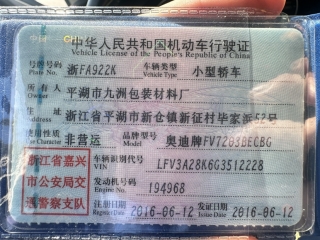 中华人民共和国机动车行驶证
Vehicle License of the People's Republic of China
号牌号码 浙FA922K 车辆类型 小型轿车
Plate No. Vehicle Type
平湖市九洲包装材料厂
Owner
住址 浙江省平湖市新仓镇新征村毕家浜52号
Address
使用性质 非营运 品牌型号 奥迪牌FV7203BECBG
Use Character Model
浙江省嘉兴市公安局交通警察支队
车辆识别代号 LFV3A28K6G3512228
VIN
发动机号码 194968
Engine No.
注册日期 2016-06-12 发证日期 2016-06-12
Register Date Issue Date